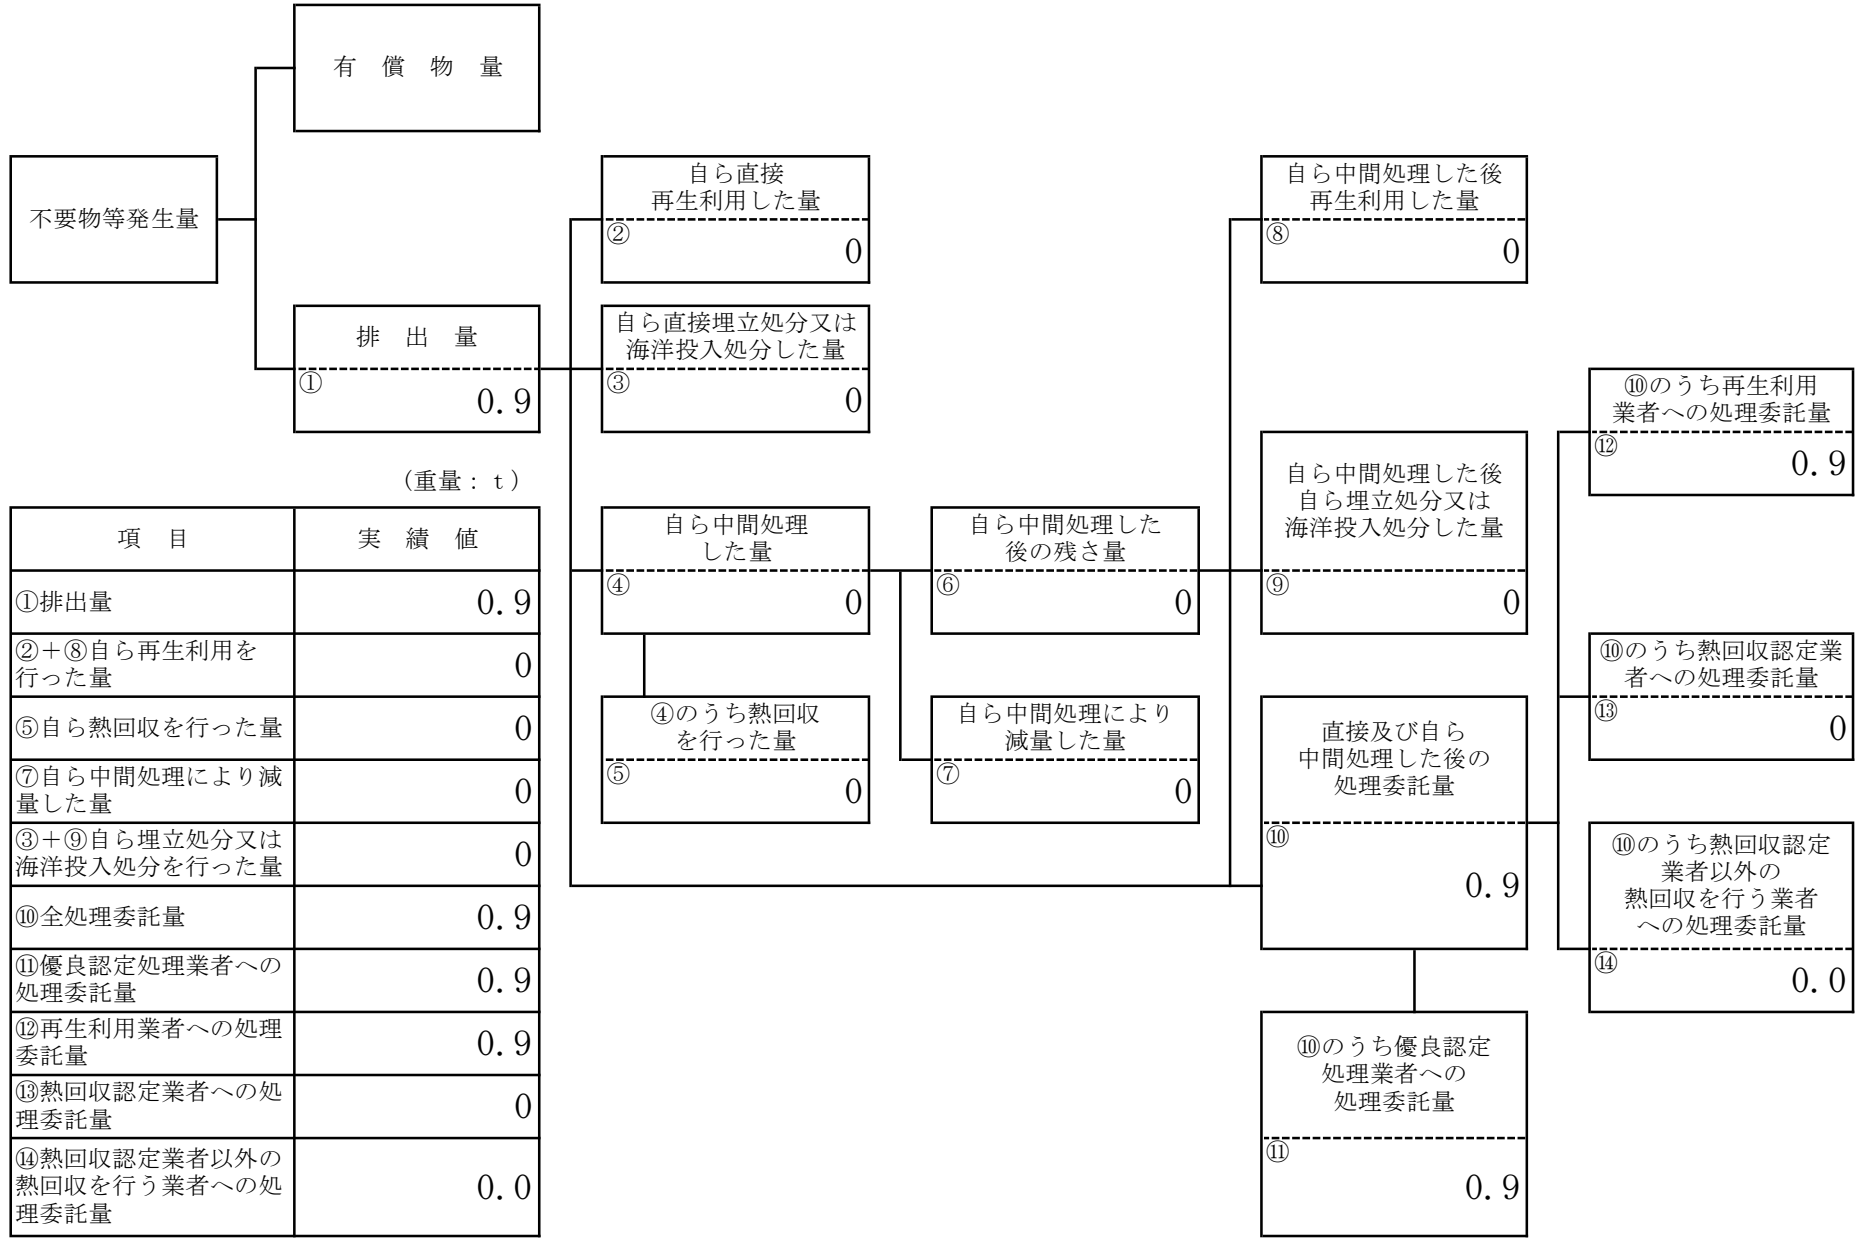 有　償　物　量
不要物等発生量
排　出　量
①
0.9
自ら直接
再生利用した量
②
0
自ら直接埋立処分又は
海洋投入処分した量
③
0
自ら中間処理
した量
④
0
④のうち熱回収
を行った量
⑤
0
自ら中間処理した
後の残さ量
⑥
0
自ら中間処理により
減量した量
⑦
0
自ら中間処理した後
再生利用した量
⑧
0
自ら中間処理した後
自ら埋立処分又は
海洋投入処分した量
⑨
0
直接及び自ら
中間処理した後の
処理委託量
⑩
0.9
⑩のうち優良認定
処理業者への
処理委託量
⑪
0.9
⑩のうち再生利用
業者への処理委託量
⑫
0.9
⑩のうち熱回収認定業
者への処理委託量
⑬
0
⑩のうち熱回収認定
業者以外の
熱回収を行う業者
への処理委託量
⑭
0.0
（重量：ｔ）
項　目　実　績　値
①排出量 0.9
②＋⑧自ら再生利用を
行った量 0
⑤自ら熱回収を行った量 0
⑦自ら中間処理により減
量した量 0
③＋⑨自ら埋立処分又は
海洋投入処分を行った量 0
⑩全処理委託量 0.9
⑪優良認定処理業者への
処理委託量 0.9
⑫再生利用業者への処理
委託量 0.9
⑬熱回収認定業者への処
理委託量 0
⑭熱回収認定業者以外の
熱回収を行う業者への処
理委託量 0.0